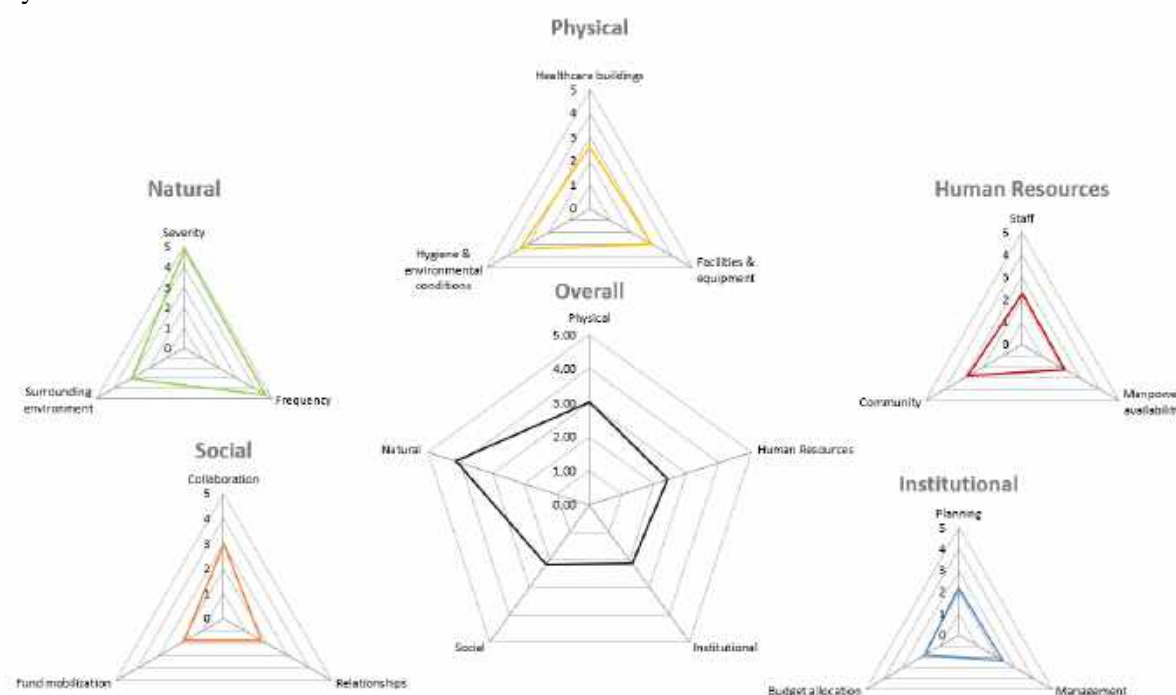 Physical
Healthcare buildings
5
4
3
2
1
0
Hygiene &
environmental
conditions
Facilities &
equipment
Natural
Severity
5
4
3
2
1
0
Surrounding
environment
Frequency
Human Resources
Staff
5
4
3
2
1
0
Community
Manpowe
availabilit
Overall
Physical
5.00
4.00
3.00
2.00
1.00
0.00
Natural
Human Resources
Social
Institutional
Social
Collaboration
5
4
3
2
1
0
Fund mobilization
Relationships
Institutional
Planning
5
4
3
2
1
0
Budget allocation
Management